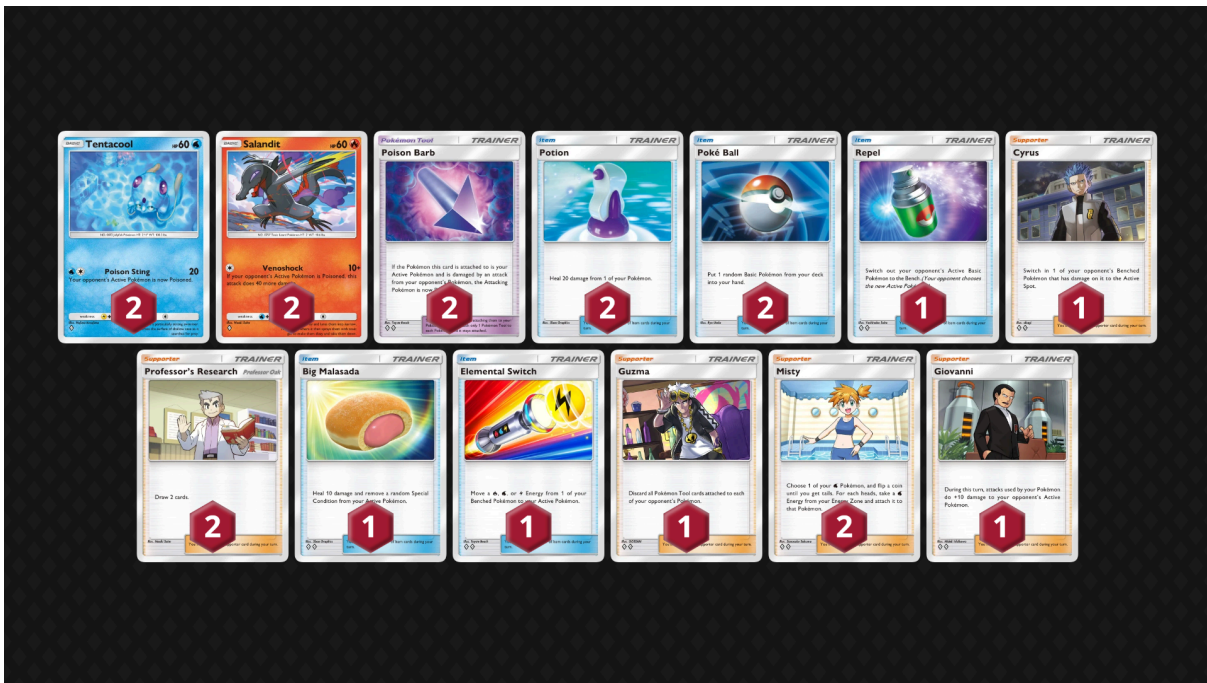 BASIC Tentacool HP60
Poison Sting 20
Your opponent's Active Pokémon is now Poisoned.
weakness
2
BASIC Salandit HP60
Venoshock 10+
If your opponent's Active Pokémon is Poisoned, this
attack does 40 more
2
Pokémon Tool TRAINER
Poison Barb
If the Pokémon this card is attached to is your
Active Pokémon and is damaged by an attack
from your opponent's Pokémon, the Attacking
Pokémon is now
2
Item TRAINER
Potion
Heal 20 damage from 1 of your Pokémon.
2
Item TRAINER
Poké Ball
Put 1 random Basic Pokémon from your deck
into your hand.
2
Item TRAINER
Repel
Switch out your opponent's Active Basic
Pokémon to the Bench. (Your opponent chooses
the new Active
1
Supporter TRAINER
Cyrus
Switch in 1 of your opponent's Benched
Pokémon that has damage on it to the Active
Spot.
1
Supporter TRAINER
Professor's Research Professor Oak
Draw 2 cards.
2
Item TRAINER
Big Malasada
Heal 10 damage and remove a random Special
Condition from your Active Pokémon.
1
Item TRAINER
Elemental Switch
Move a , , or Energy from 1 of your
Benched Pokémon to your Active Pokémon.
1
Supporter TRAINER
Guzma
Discard all Pokémon Tool cards attached to each
of your opponent's Pokémon.
1
Supporter TRAINER
Misty
Choose 1 of your Pokémon, and flip a coin
until you get tails. For each heads, take a
Energy from your Energy Zone and attach it to
that Pokémon.
2
Supporter TRAINER
Giovanni
During this turn, attacks used by your Pokémon
do +10 damage to your opponent's Active
Pokémon.
1